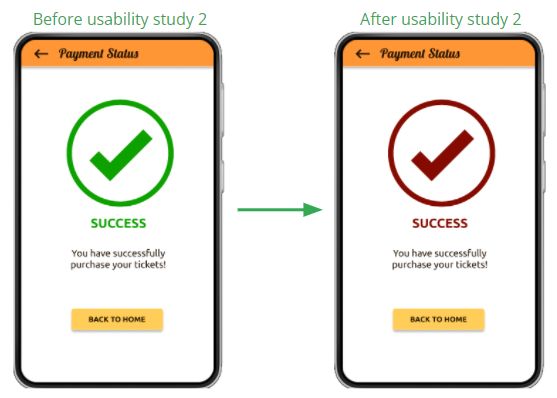 Before usability study 2
After usability study 2
Payment Status
Payment Status
SUCCESS
SUCCESS
You have successfully
purchase your tickets!
You have successfully
purchase your tickets!
BACK TO HOME
BACK TO HOME